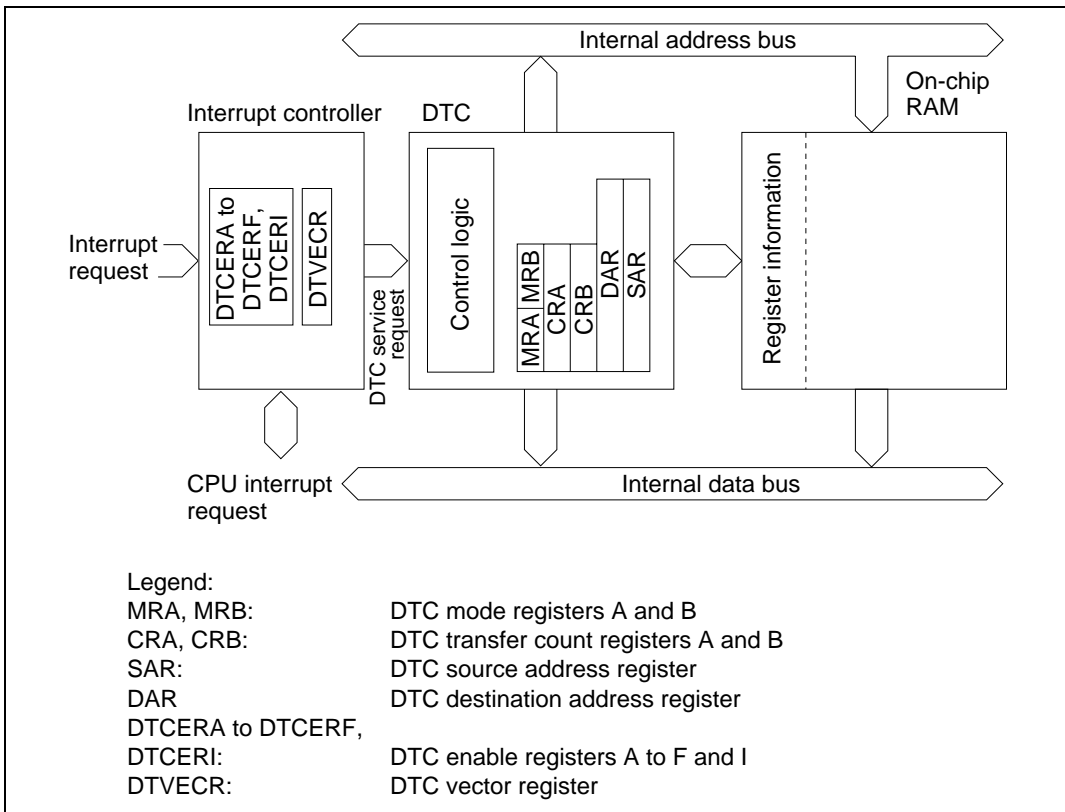 Internal address bus
On-chip
RAM
Interrupt controller
DTC
Interrupt
request
DTCERA to
DTCERF,
DTCERI
DTVECR
DTC service
request
Control logic
MRA MRB
CRA
CRB
DAR
SAR
Register information
CPU interrupt
request
Internal data bus
Legend:
MRA, MRB: DTC mode registers A and B
CRA, CRB: DTC transfer count registers A and B
SAR: DTC source address register
DAR DTC destination address register
DTCERA to DTCERF,
DTCERI: DTC enable registers A to F and I
DTVECR: DTC vector register